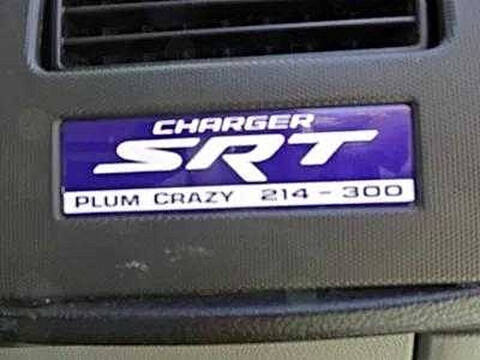 CHARGER
SRT
PLUM CRAZY 214 - 300